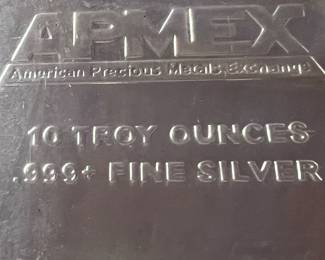 APMEX
American Precious Metals Exchange
10 TROY OUNCES
.999+ FINE SILVER